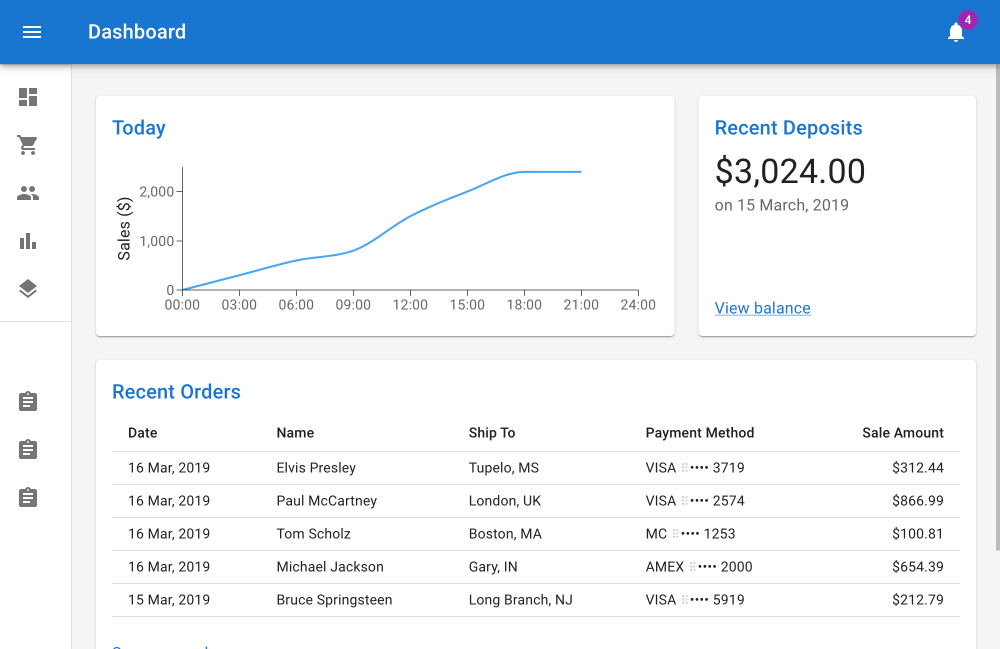 Dashboard
4
Today
Sales ($)
2,000
1,000
0
00:00 03:00 06:00 09:00 12:00 15:00 18:00 21:00 24:00
Recent Deposits
$3,024.00
on 15 March, 2019
View balance
Recent Orders
Date Name Ship To Payment Method Sale Amount
16 Mar, 2019 Elvis Presley Tupelo, MS VISA ⠿•••• 3719 $312.44
16 Mar, 2019 Paul McCartney London, UK VISA ⠿•••• 2574 $866.99
16 Mar, 2019 Tom Scholz Boston, MA MC ⠿•••• 1253 $100.81
16 Mar, 2019 Michael Jackson Gary, IN AMEX ⠿•••• 2000 $654.39
15 Mar, 2019 Bruce Springsteen Long Branch, NJ VISA ⠿•••• 5919 $212.79